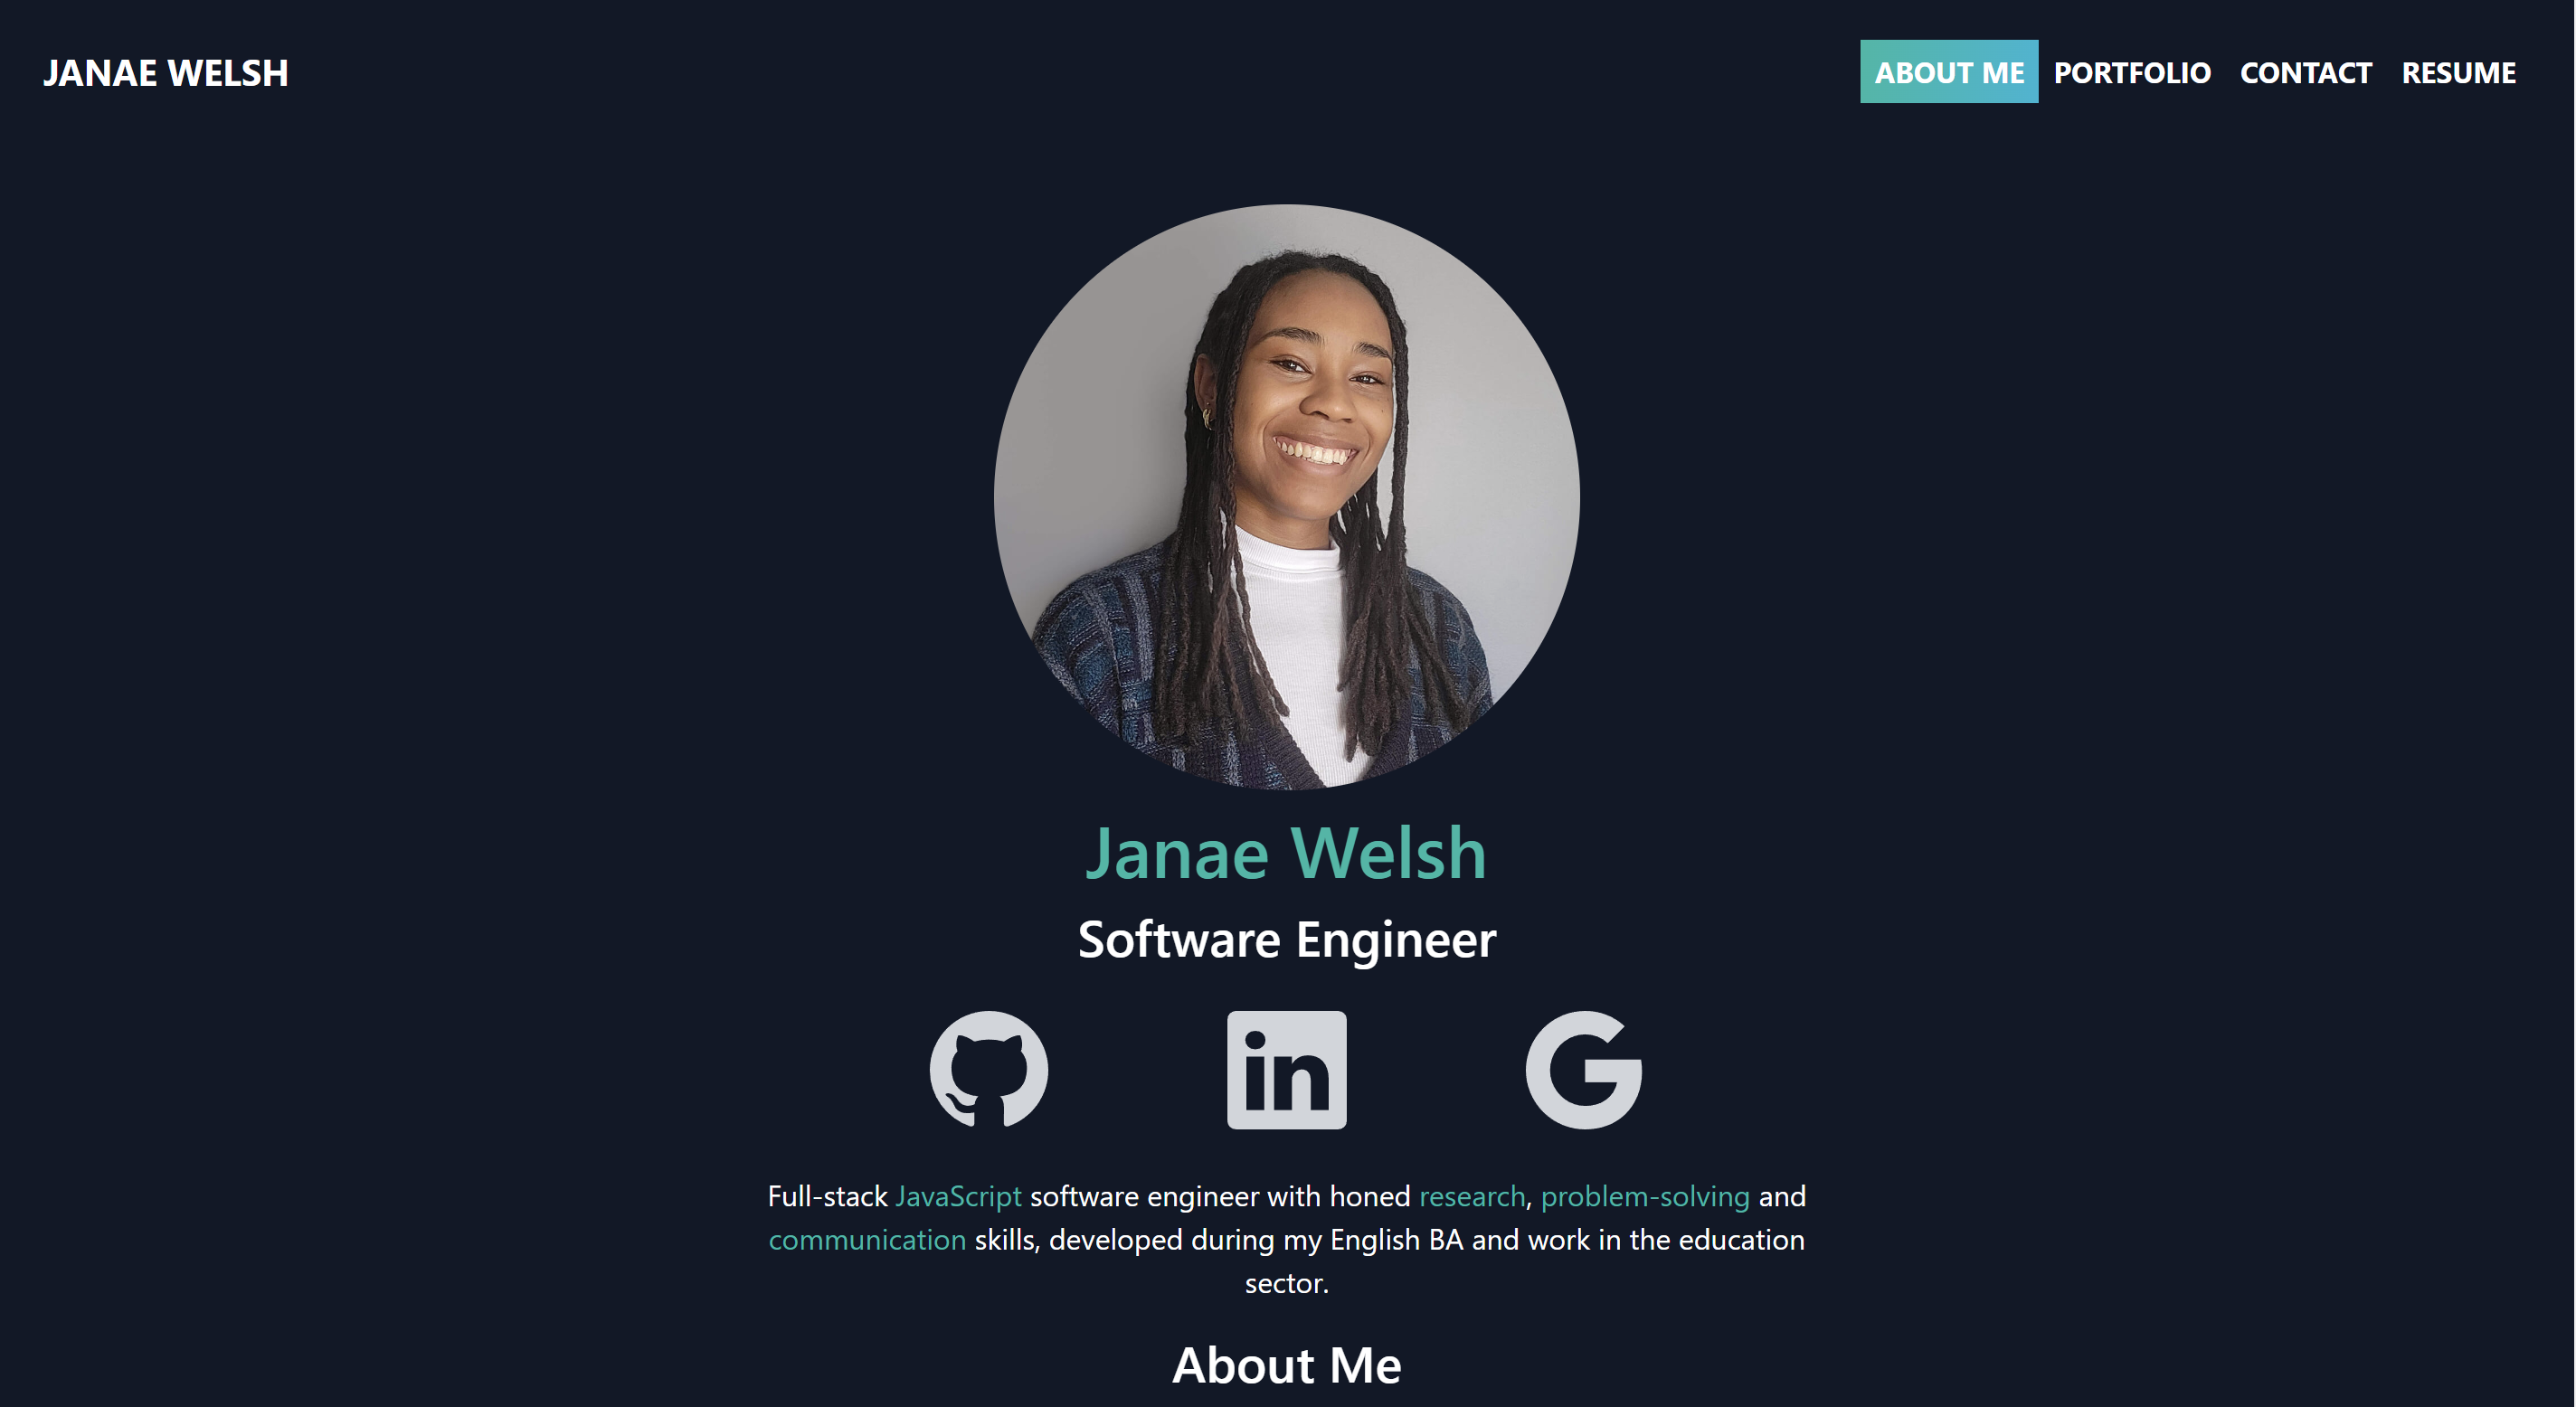 JANAE WELSH
ABOUT ME PORTFOLIO CONTACT RESUME
Janae Welsh
Software Engineer
in
G
Full-stack JavaScript software engineer with honed research, problem-solving and
communication skills, developed during my English BA and work in the education
sector.
About Me